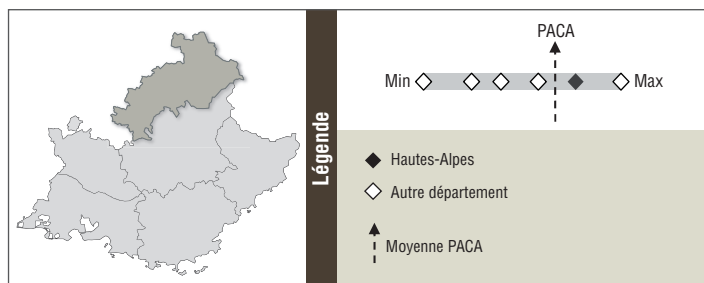 Légende
PACA
Min Max
Hautes-Alpes
Autre département
Moyenne PACA